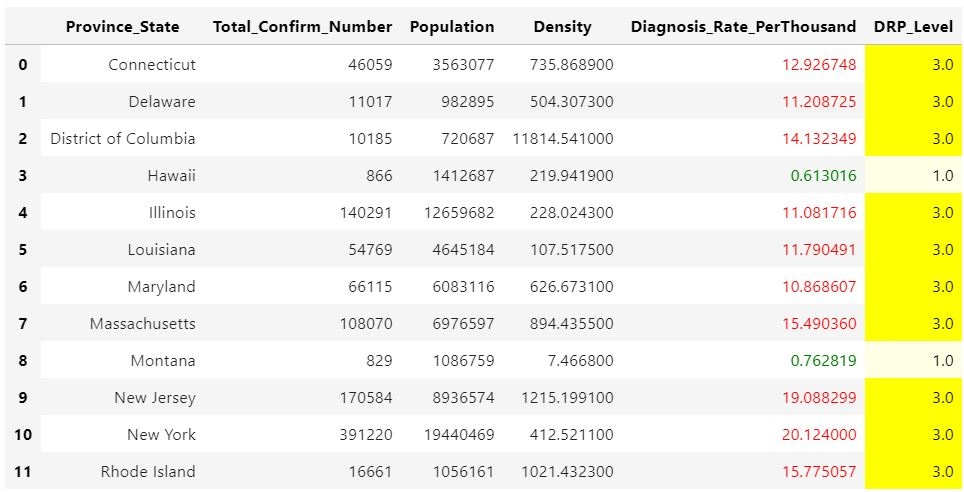 Province_State Total_Confirm_Number Population Density Diagnosis_Rate_PerThousand DRP_Level
0 Connecticut 46059 3563077 735.868900 12.926748 3.0
1 Delaware 11017 982895 504.307300 11.208725 3.0
2 District of Columbia 10185 720687 11814.541000 14.132349 3.0
3 Hawaii 866 1412687 219.941900 0.613016 1.0
4 Illinois 140291 12659682 228.024300 11.081716 3.0
5 Louisiana 54769 4645184 107.517500 11.790491 3.0
6 Maryland 66115 6083116 626.673100 10.868607 3.0
7 Massachusetts 108070 6976597 894.435500 15.490360 3.0
8 Montana 829 1086759 7.466800 0.762819 1.0
9 New Jersey 170584 8936574 1215.199100 19.088299 3.0
10 New York 391220 19440469 412.521100 20.124000 3.0
11 Rhode Island 16661 1056161 1021.432300 15.775057 3.0